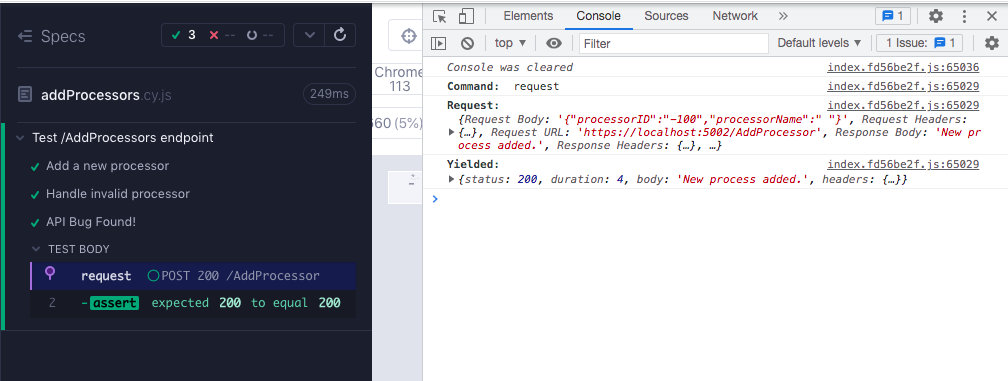 Specs
3
--
--
addProcessors.cy.js
249ms
Test /AddProcessors endpoint
Add a new processor
Handle invalid processor
API Bug Found!
TEST BODY
request POST 200 /AddProcessor
2 -assert expected 200 to equal 200
Chrome
113
660 (5%)
Elements Console Sources Network » 1
top ▼ Filter Default levels ▼ 1 Issue: 1
Console was cleared index.fd56be2f.js:65036
Command: request index.fd56be2f.js:65029
Request: index.fd56be2f.js:65029
{Request Body: '{"processorID":"-100","processorName":" "}', Request Headers:
{…}, Request URL: 'https://localhost:5002/AddProcessor', Response Body: 'New pr
ocess added.', Response Headers: {…}, …}
Yielded: index.fd56be2f.js:65029
{status: 200, duration: 4, body: 'New process added.', headers: {…}}